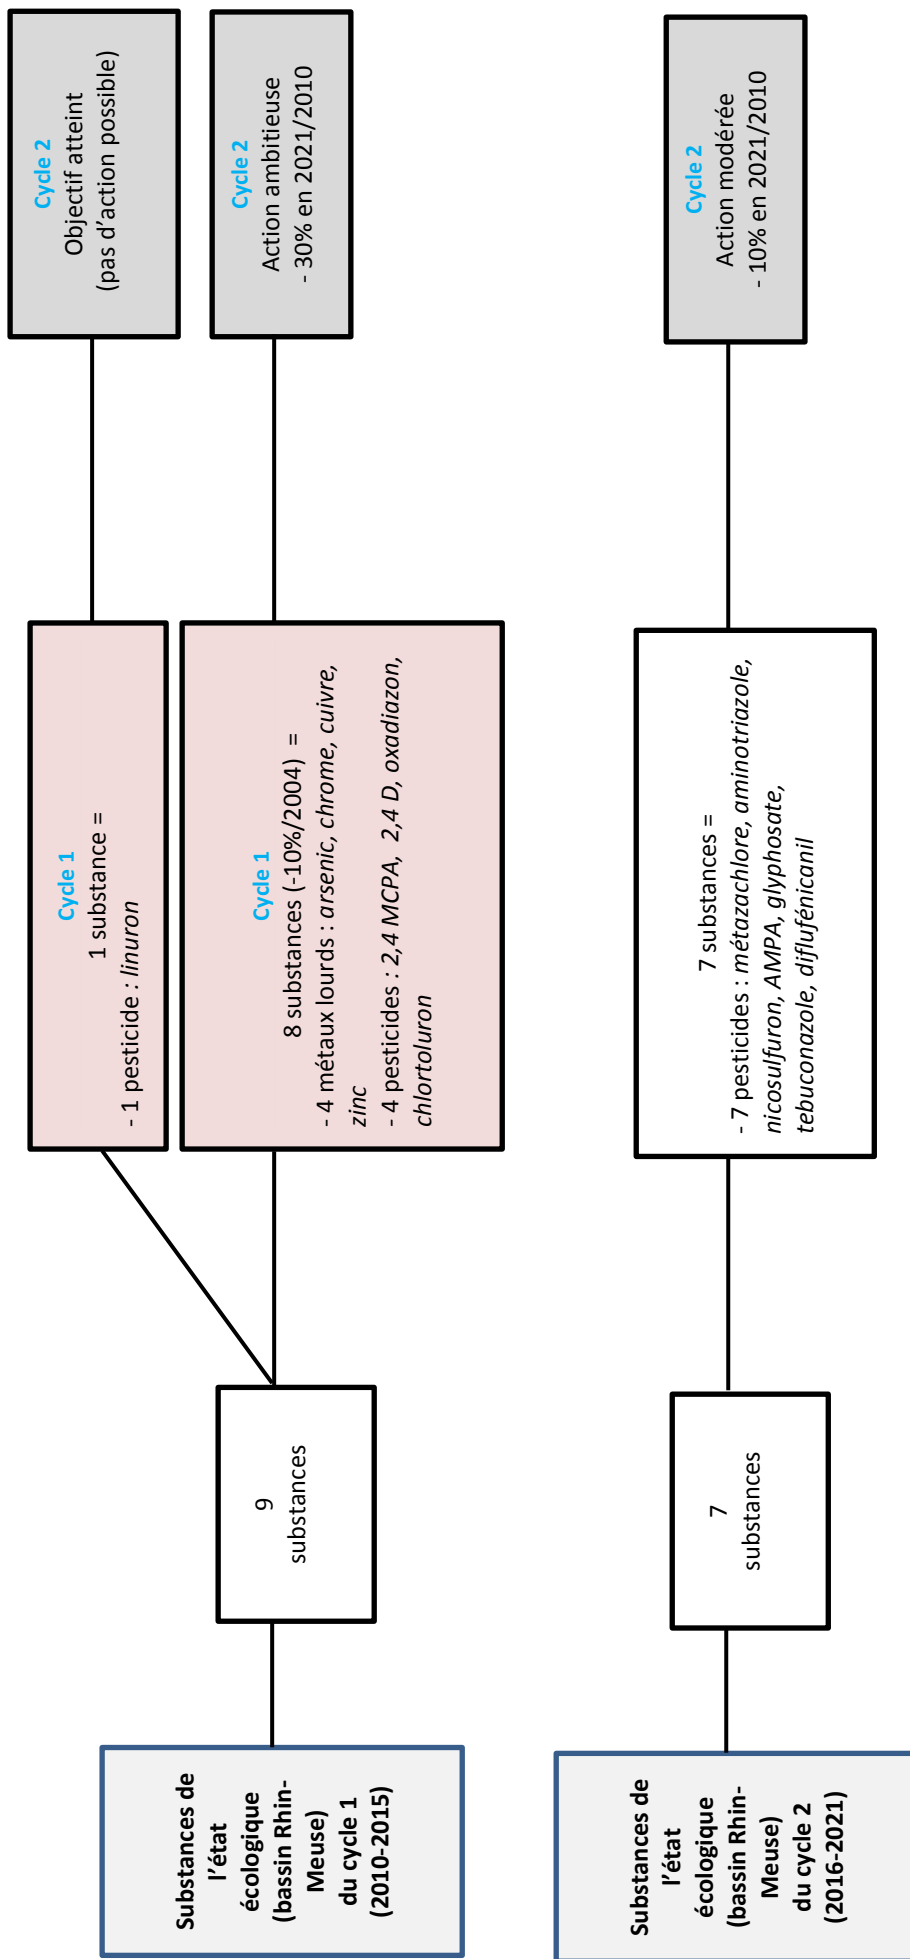 Substances de
l'état
écologique
(bassin Rhin-
Meuse)
du cycle 1
(2010-2015)
9
substances
Cycle 1
1 substance =
- 1 pesticide : linuron
Cycle 2
Objectif atteint
(pas d'action possible)
Cycle 1
8 substances (-10%/2004) =
- 4 métaux lourds : arsenic, chrome, cuivre,
zinc
- 4 pesticides : 2,4 MCPA, 2,4 D, oxadiazon,
chlortoluron
Cycle 2
Action ambitieuse
- 30% en 2021/2010
Substances de
l'état
écologique
(bassin Rhin-
Meuse)
du cycle 2
(2016-2021)
7
substances
7 substances =
- 7 pesticides : métazachlore, aminotriazole,
nicosulfuron, AMPA, glyphosate,
tebuconazole, diflufénicanil
Cycle 2
Action modérée
- 10% en 2021/2010